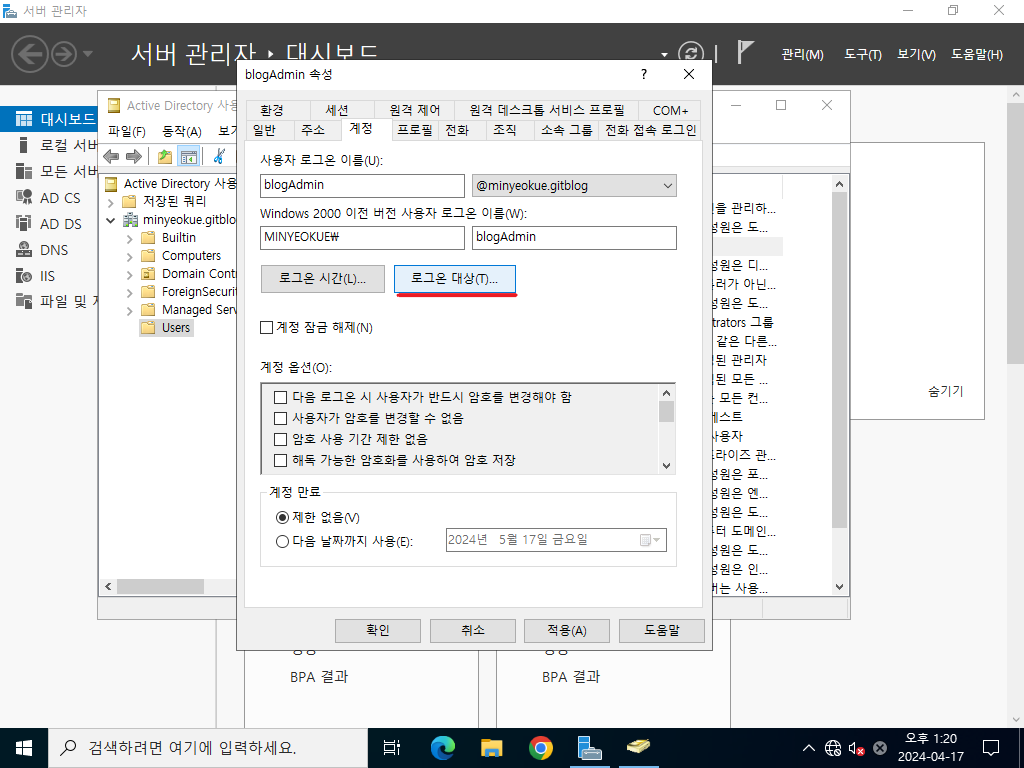 서버 관리자
서버 관리자 ▸ 대시보드
관리(M) 도구(T) 보기(V) 도움말(H)
대시보드
로컬 서버
모든 서버
AD CS
AD DS
DNS
IIS
파일 및 저
Active Directory 사용
파일(F) 동작(A) 보기
Active Directory 사용
저장된 쿼리
minyeokue.gitblo
Builtin
Computers
Domain Contr
ForeignSecurit
Managed Serv
Users
blogAdmin 속성
?
환경 세션 원격 제어 원격 데스크톱 서비스 프로필 COM+
일반 주소 계정 프로필 전화 조직 소속 그룹 전화 접속 로그인
사용자 로그온 이름(U):
blogAdmin @minyeokue.gitblog
Windows 2000 이전 버전 사용자 로그온 이름(W):
MINYEOKUE₩ blogAdmin
로그온 시간(L)... 로그온 대상(T)...
계정 잠금 해제(N)
계정 옵션(O):
다음 로그온 시 사용자가 반드시 암호를 변경해야 함
사용자가 암호를 변경할 수 없음
암호 사용 기간 제한 없음
해독 가능한 암호화를 사용하여 암호 저장
계정 만료
제한 없음(V)
다음 날짜까지 사용(E): 2024년 5월 17일 금요일
확인 취소 적용(A) 도움말
을 관리하...
성원은 도...
성원은 디...
러가 아닌...
성원은 도...
trators 그룹
같은 다른...
된 관리자
된 모든 ...
모든 컨...
테스트
사용자
프라이즈 관...
성원은 포...
성원은 엔...
성원은 도...
터 도메인...
성원은 도...
성원은 인...
버는 사용...
숨기기
BPA 결과 BPA 결과
검색하려면 여기에 입력하세요.
오후 1:20
2024-04-17